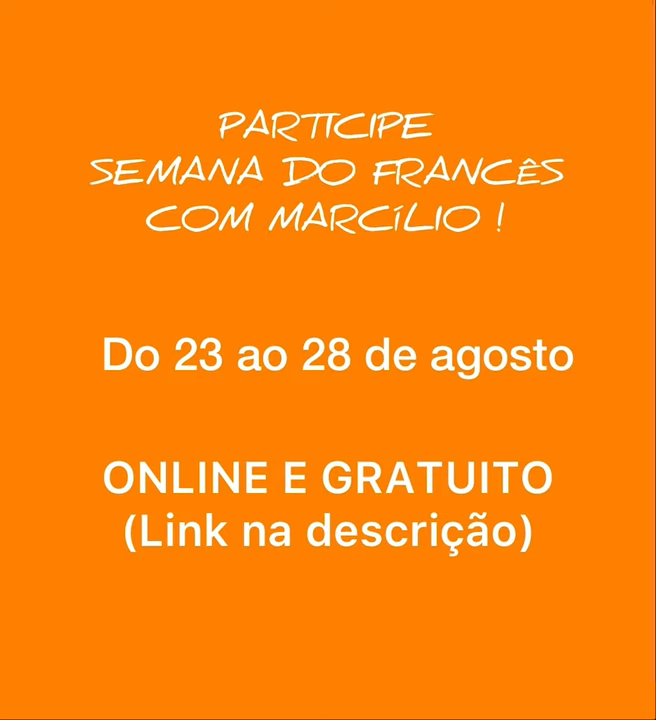 PARTICIPE
SEMANA DO FRANCÊS
COM MARCÍLIO !
Do 23 ao 28 de agosto
ONLINE E GRATUITO
(Link na descrição)